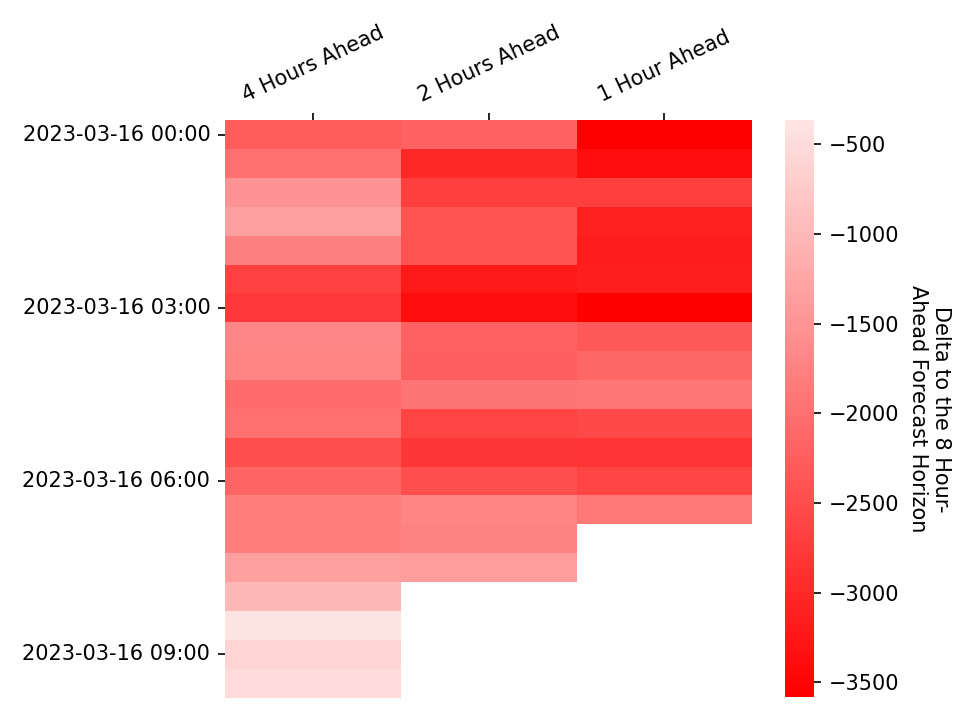 4 Hours Ahead
2 Hours Ahead
1 Hour Ahead
2023-03-16 00:00
2023-03-16 03:00
2023-03-16 06:00
2023-03-16 09:00
−500
−1000
−1500
−2000
−2500
−3000
−3500
Delta to the 8 Hour-
Ahead Forecast Horizon